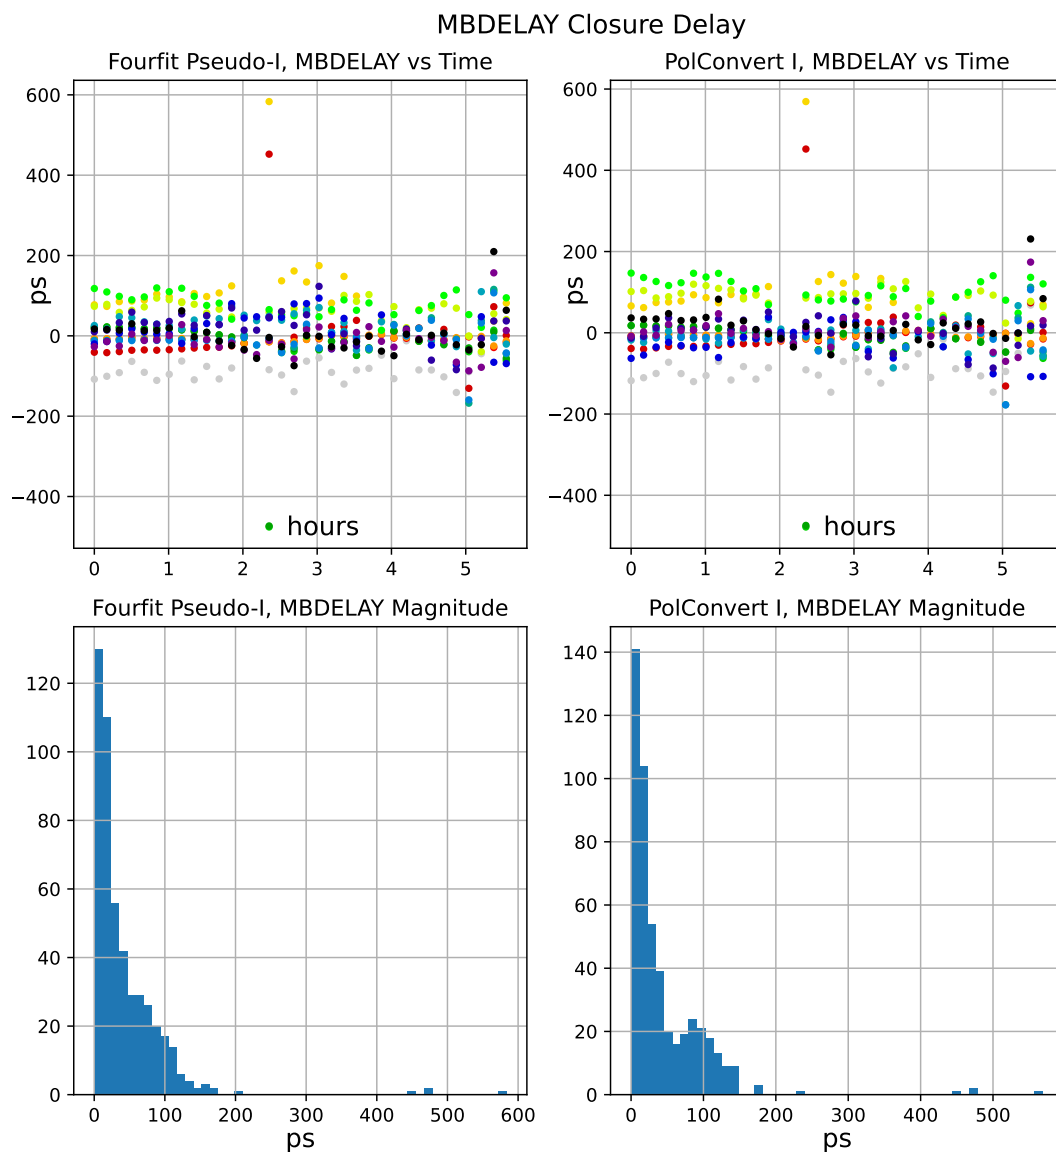 MBDELAY Closure Delay
Fourfit Pseudo-I, MBDELAY vs Time
PolConvert I, MBDELAY vs Time
600
400
200
0
−200
−400
ps
0 1 2 3 4 5
hours
600
400
200
0
−200
−400
ps
0 1 2 3 4 5
hours
Fourfit Pseudo-I, MBDELAY Magnitude
PolConvert I, MBDELAY Magnitude
120
100
80
60
40
20
0
0 100 200 300 400 500 600
ps
140
120
100
80
60
40
20
0
0 100 200 300 400 500
ps